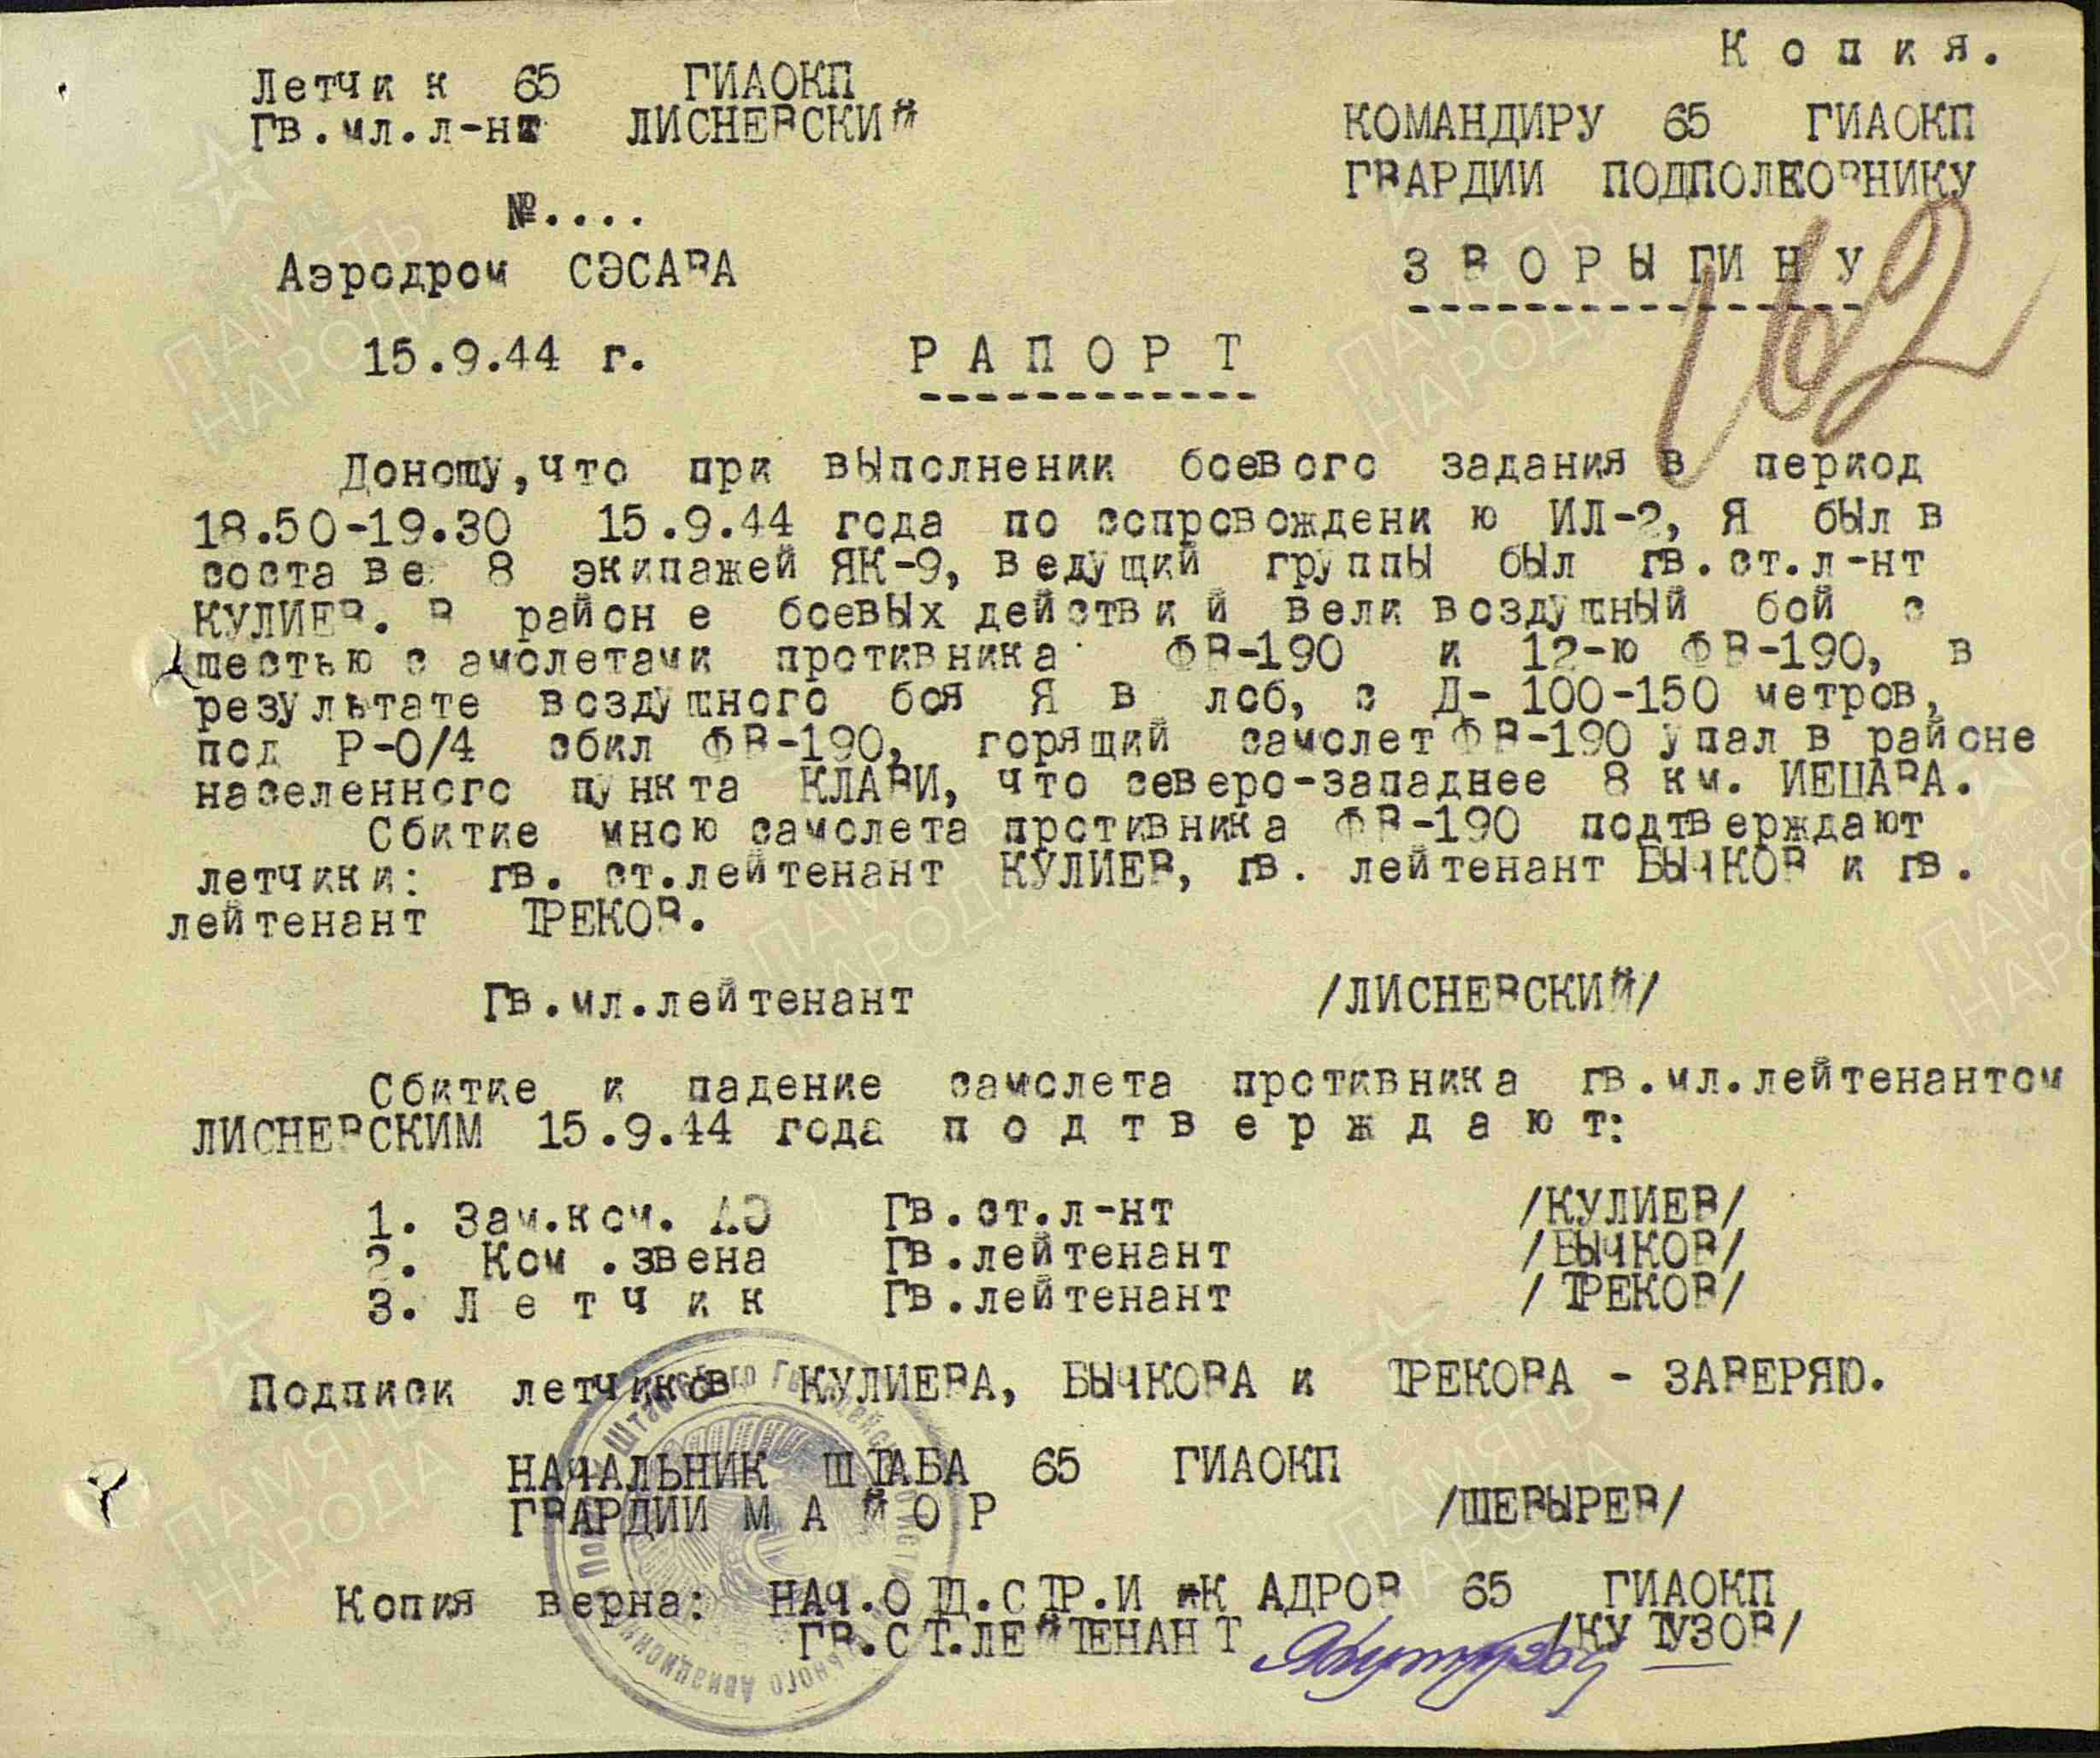 Копия.
Летчик 65 ГИАОКП
Гв.мл.л-нт ЛИСНЕВСКИЙ
КОМАНДИРУ 65 ГИАОКП
ГВАРДИИ ПОДПОЛКОВНИКУ
ЗВОРЫГИНУ
№....
Аэродром СЭСАВА
162
15.9.44 г.
РАПОРТ
Доношу, что при выполнении боевого задания в период
18.50-19.30 15.9.44 года по сопровождению ИЛ-2, Я был в
составе 8 экипажей ЯК-9, ведущий группы был гв.ст.л-нт
КУЛИЕВ. В районе боевых действий вели воздушный бой с
шестью самолетами противника ФВ-190 и 12-ю ФВ-190, в
результате воздушного боя Я в лоб, с Д- 100-150 метров,
под Р-0/4 сбил ФВ-190, горящий самолет ФВ-190 упал в районе
населенного пункта КЛАВИ, что северо-западнее 8 км. ИЕЦАВА.
Сбитие мною самолета противника ФВ-190 подтверждают
летчики: гв. ст.лейтенант КУЛИЕВ, гв. лейтенант БЫЧКОВ и гв.
лейтенант ТРЕКОВ.
Гв.мл.лейтенант /ЛИСНЕВСКИЙ/
Сбитие и падение самолета противника гв.мл.лейтенантом
ЛИСНЕВСКИМ 15.9.44 года подтверждают:
1. Зам.ком. АЭ Гв.ст.л-нт /КУЛИЕВ/
2. Ком.звена Гв.лейтенант /БЫЧКОВ/
3. Летчик Гв.лейтенант /ТРЕКОВ/
Подписи летчиков КУЛИЕВА, БЫЧКОВА и ТРЕКОВА - ЗАВЕРЯЮ.
НАЧАЛЬНИК ШТАБА 65 ГИАОКП
ГВАРДИИ МАЙОР /ШЕВЫРЕВ/
Копия верна: НАЧ.ОТД.СТР.И КАДРОВ 65 ГИАОКП
ГВ.СТ.ЛЕЙТЕНАНТ /КУТУЗОВ/
ПАМЯТЬ
НАРОДА